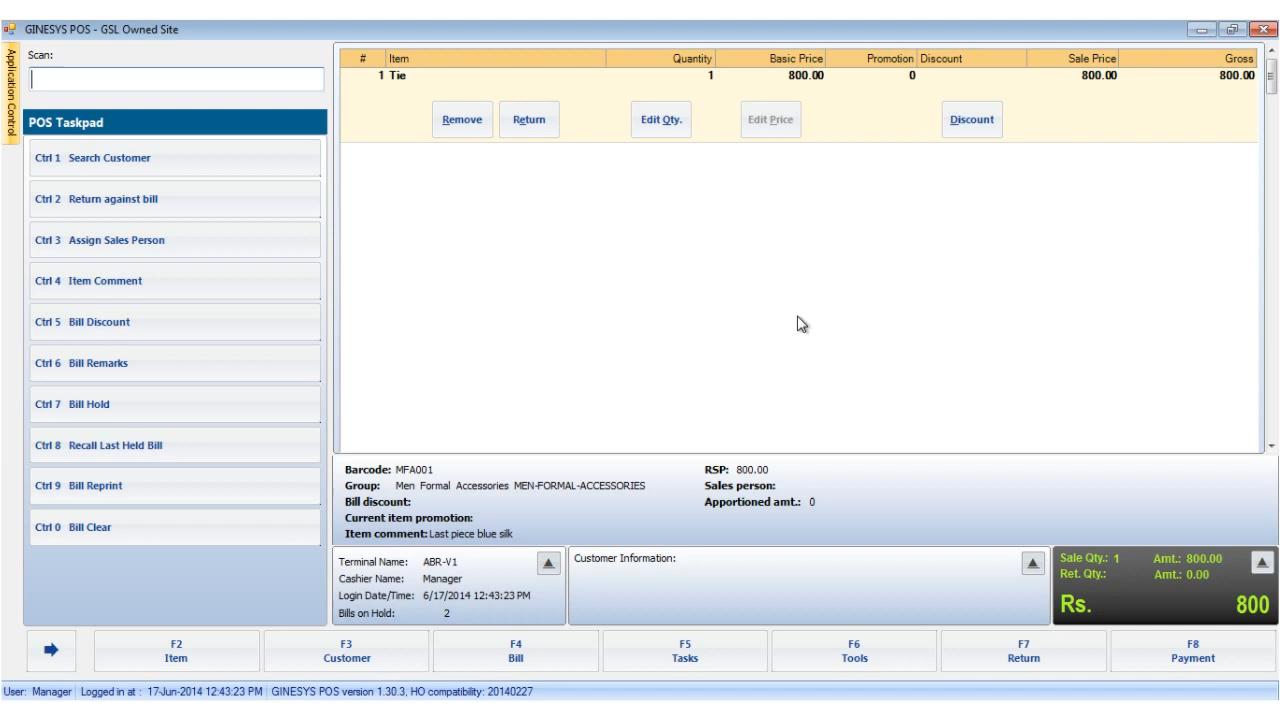 GINESYS POS - GSL Owned Site
Application Control
Scan:
POS Taskpad
Ctrl 1 Search Customer
Ctrl 2 Return against bill
Ctrl 3 Assign Sales Person
Ctrl 4 Item Comment
Ctrl 5 Bill Discount
Ctrl 6 Bill Remarks
Ctrl 7 Bill Hold
Ctrl 8 Recall Last Held Bill
Ctrl 9 Bill Reprint
Ctrl 0 Bill Clear
# Item Quantity Basic Price Promotion Discount Sale Price Gross
1 Tie 1 800.00 0 800.00 800.00
Remove Return Edit Qty. Edit Price Discount
Barcode: MFA001 RSP: 800.00
Group: Men Formal Accessories MEN-FORMAL-ACCESSORIES Sales person:
Bill discount: Apportioned amt.: 0
Current item promotion:
Item comment: Last piece blue silk
Terminal Name: ABR-V1
Cashier Name: Manager
Login Date/Time: 6/17/2014 12:43:23 PM
Bills on Hold: 2
Customer Information:
Sale Qty.: 1 Amt.: 800.00
Ret. Qty.: Amt.: 0.00
Rs. 800
F2 Item
F3 Customer
F4 Bill
F5 Tasks
F6 Tools
F7 Return
F8 Payment
User: Manager Logged in at : 17-Jun-2014 12:43:23 PM GINESYS POS version 1.30.3, HO compatibility: 20140227